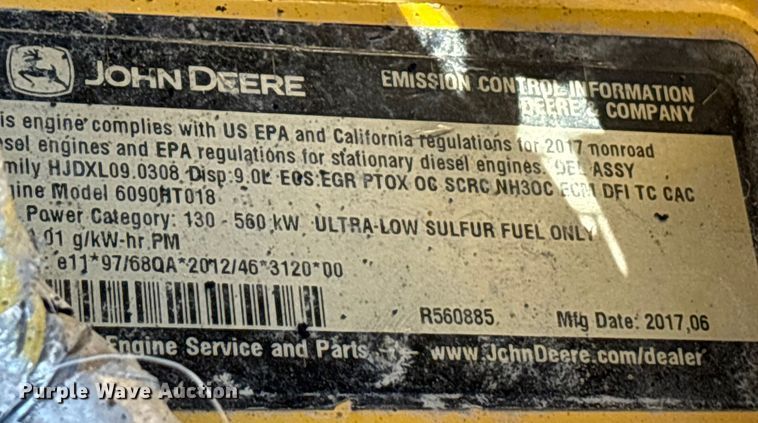 JOHN DEERE
EMISSION CONTROL INFORMATION
DEERE & COMPANY
is engine complies with US EPA and California regulations for 2017 nonroad
sel engines and EPA regulations for stationary diesel engines. DEL ASSY
mily HJDXL09.0308 Disp:9.0L EOS:EGR PTOX OC SCRC NH3OC ECM DFI TC CAC
ine Model 6090HT018
Power Category: 130 - 560 kW ULTRA-LOW SULFUR FUEL ONLY
.01 g/kW-hr PM
: e11*97/68QA*2012/46*3120*00
R560885
Mfg Date: 2017,06
Engine Service and Parts
www.JohnDeere.com/dealer
Purple Wave Auction